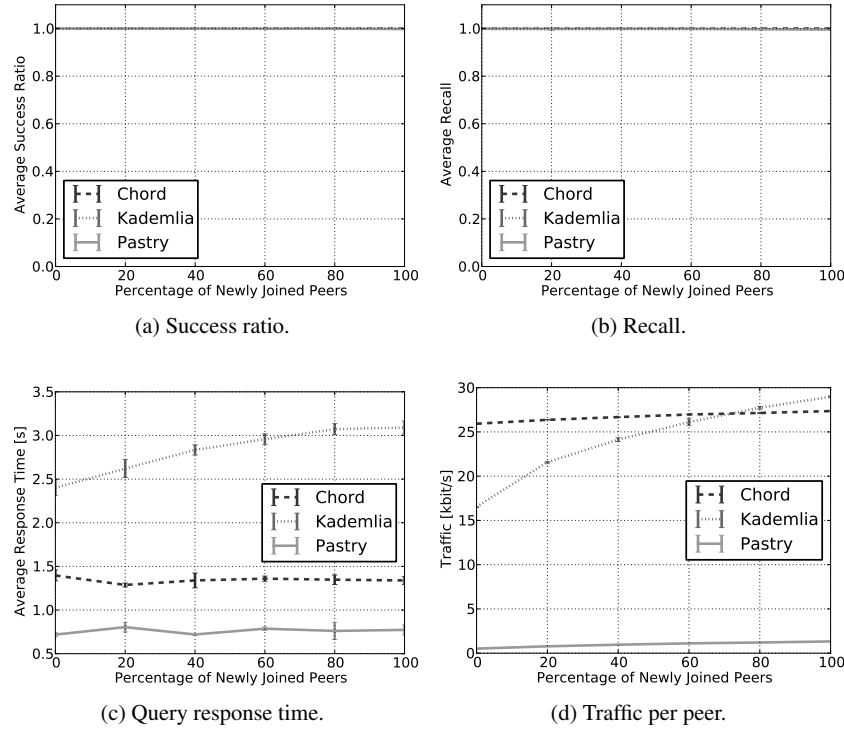 1.0
0.8
0.6
0.4
0.2
0.0
Average Success Ratio
Chord
Kademlia
Pastry
0 20 40 60 80 100
Percentage of Newly Joined Peers
(a) Success ratio.
1.0
0.8
0.6
0.4
0.2
0.0
Average Recall
Chord
Kademlia
Pastry
0 20 40 60 80 100
Percentage of Newly Joined Peers
(b) Recall.
3.5
3.0
2.5
2.0
1.5
1.0
0.5
Average Response Time [s]
Chord
Kademlia
Pastry
0 20 40 60 80 100
Percentage of Newly Joined Peers
(c) Query response time.
30
25
20
15
10
5
0
Traffic [kbit/s]
Chord
Kademlia
Pastry
0 20 40 60 80 100
Percentage of Newly Joined Peers
(d) Traffic per peer.